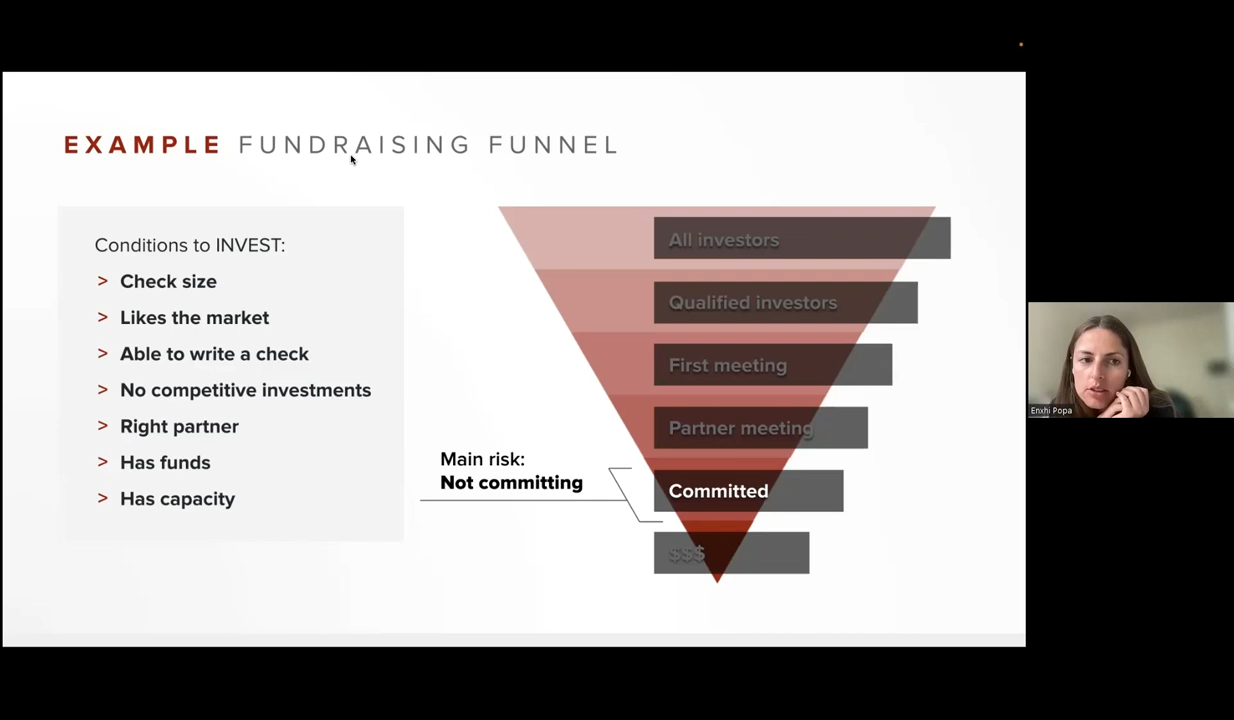 EXAMPLE FUNDRAISING FUNNEL
Conditions to INVEST:
> Check size
> Likes the market
> Able to write a check
> No competitive investments
> Right partner
> Has funds
> Has capacity
Main risk:
Not committing
All investors
Qualified investors
First meeting
Partner meeting
Committed
$$$
Enxhi Popa